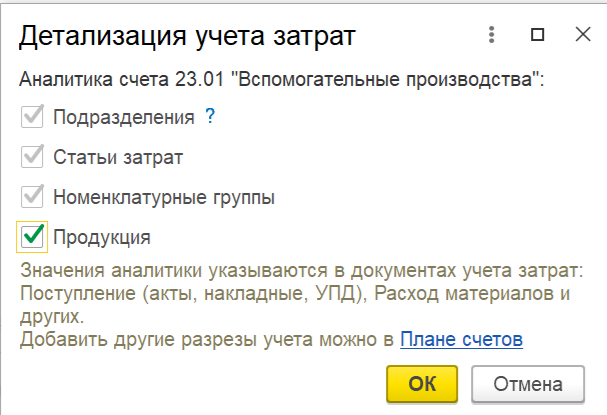 Детализация учета затрат
Аналитика счета 23.01 "Вспомогательные производства":
Подразделения ?
Статьи затрат
Номенклатурные группы
Продукция
Значения аналитики указываются в документах учета затрат:
Поступление (акты, накладные, УПД), Расход материалов и
других.
Добавить другие разрезы учета можно в Плане счетов
ОК Отмена